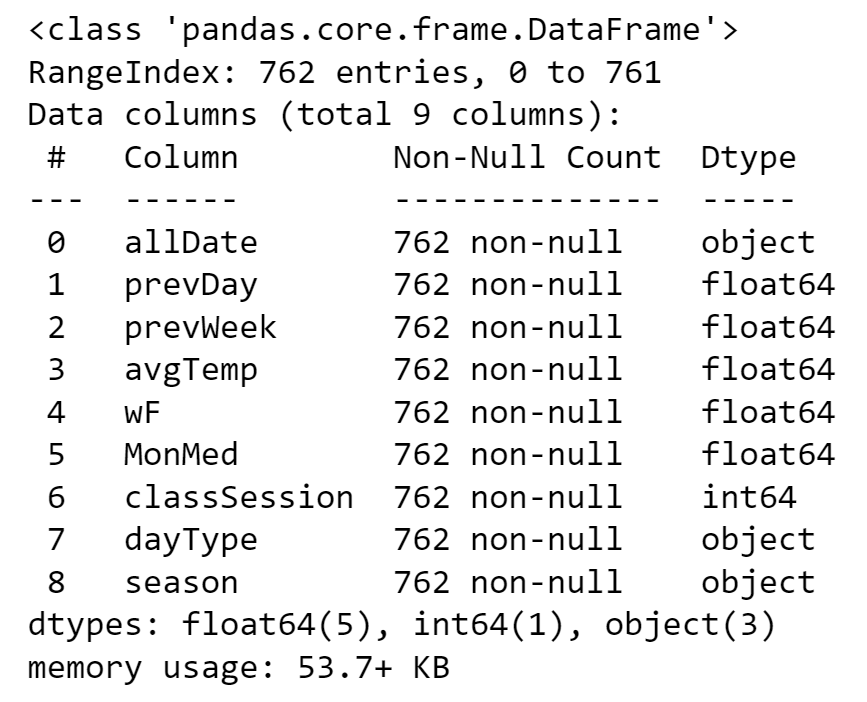 <class 'pandas.core.frame.DataFrame'>
RangeIndex: 762 entries, 0 to 761
Data columns (total 9 columns):
 #   Column        Non-Null Count  Dtype
---  ------        --------------  -----
 0   allDate       762 non-null    object
 1   prevDay       762 non-null    float64
 2   prevWeek      762 non-null    float64
 3   avgTemp       762 non-null    float64
 4   wF            762 non-null    float64
 5   MonMed        762 non-null    float64
 6   classSession  762 non-null    int64
 7   dayType       762 non-null    object
 8   season        762 non-null    object
dtypes: float64(5), int64(1), object(3)
memory usage: 53.7+ KB